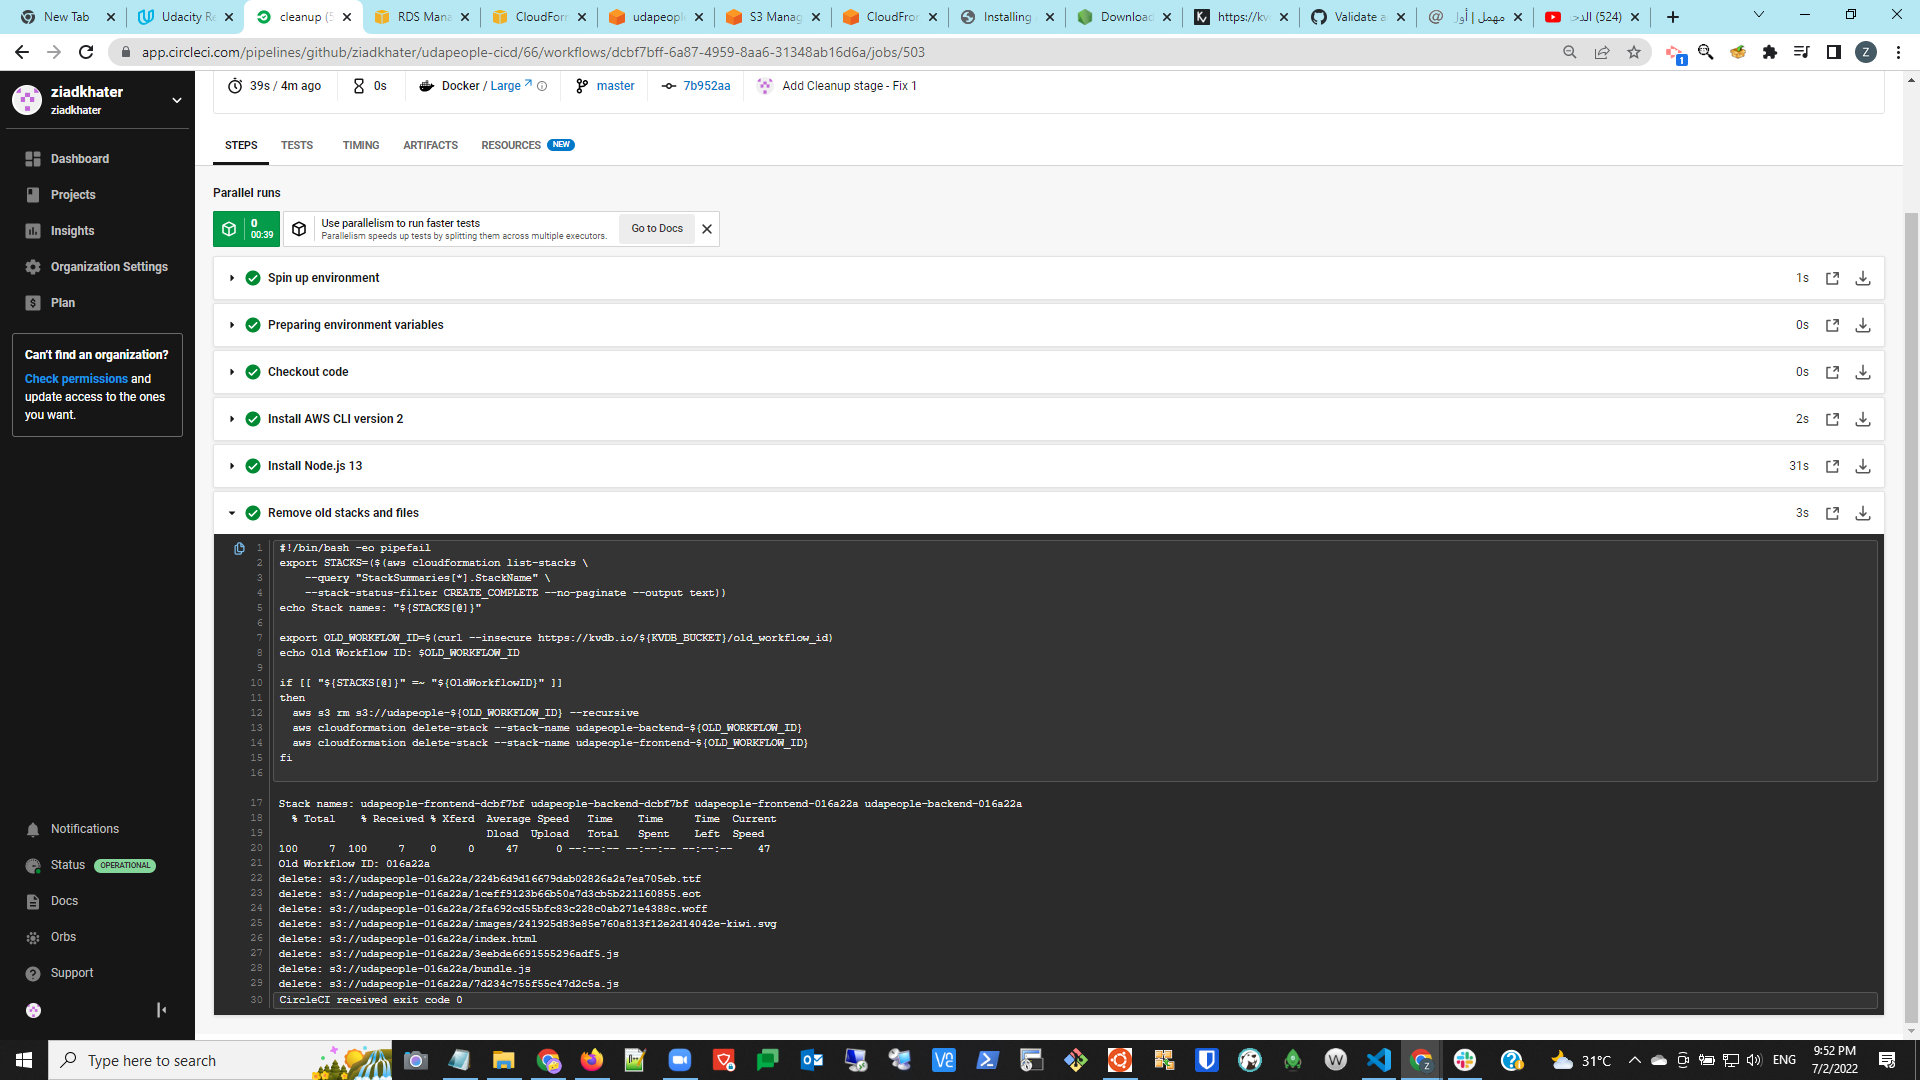 New Tab
Udacity Re
cleanup (5
RDS Mana
CloudForm
udapeople
S3 Manag
CloudFror
Installing
Download
https://kvd
Validate a
(524) الدحـ
app.circleci.com/pipelines/github/ziadkhater/udapeople-cicd/66/workflows/dcbf7bff-6a87-4959-8aa6-31348ab16d6a/jobs/503
1
Z
ziadkhater
ziadkhater
Dashboard
Projects
Insights
Organization Settings
Plan
Can't find an organization?
Check permissions and
update access to the ones
you want.
Notifications
Status OPERATIONAL
Docs
Orbs
Support
39s / 4m ago
0s
Docker / Large
master
7b952aa
Add Cleanup stage - Fix 1
STEPS
TESTS
TIMING
ARTIFACTS
RESOURCES NEW
Parallel runs
0
00:39
Use parallelism to run faster tests
Parallelism speeds up tests by splitting them across multiple executors.
Go to Docs
Spin up environment 1s
Preparing environment variables 0s
Checkout code 0s
Install AWS CLI version 2 2s
Install Node.js 13 31s
Remove old stacks and files 3s
1 #!/bin/bash -eo pipefail
2 export STACKS=($(aws cloudformation list-stacks \
3 --query "StackSummaries[*].StackName" \
4 --stack-status-filter CREATE_COMPLETE --no-paginate --output text))
5 echo Stack names: "${STACKS[@]}"
6
7 export OLD_WORKFLOW_ID=$(curl --insecure https://kvdb.io/${KVDB_BUCKET}/old_workflow_id)
8 echo Old Workflow ID: $OLD_WORKFLOW_ID
9
10 if [[ "${STACKS[@]}" =~ "${OldWorkflowID}" ]]
11 then
12 aws s3 rm s3://udapeople-${OLD_WORKFLOW_ID} --recursive
13 aws cloudformation delete-stack --stack-name udapeople-backend-${OLD_WORKFLOW_ID}
14 aws cloudformation delete-stack --stack-name udapeople-frontend-${OLD_WORKFLOW_ID}
15 fi
16
17 Stack names: udapeople-frontend-dcbf7bf udapeople-backend-dcbf7bf udapeople-frontend-016a22a udapeople-backend-016a22a
18 % Total % Received % Xferd Average Speed Time Time Time Current
19 Dload Upload Total Spent Left Speed
20 100 7 100 7 0 0 47 0 --:--:-- --:--:-- --:--:-- 47
21 Old Workflow ID: 016a22a
22 delete: s3://udapeople-016a22a/224b6d9d16679dab02826a2a7ea705eb.ttf
23 delete: s3://udapeople-016a22a/1ceff9123b66b50a7d3cb5b221160855.eot
24 delete: s3://udapeople-016a22a/2fa692cd55bfc83c228c0ab271e4388c.woff
25 delete: s3://udapeople-016a22a/images/241925d83e85e760a813f12e2d14042e-kiwi.svg
26 delete: s3://udapeople-016a22a/index.html
27 delete: s3://udapeople-016a22a/3eebde6691555296adf5.js
28 delete: s3://udapeople-016a22a/bundle.js
29 delete: s3://udapeople-016a22a/7d234c755f55c47d2c5a.js
30 CircleCI received exit code 0
Type here to search
31°C
ENG
9:52 PM
7/2/2022